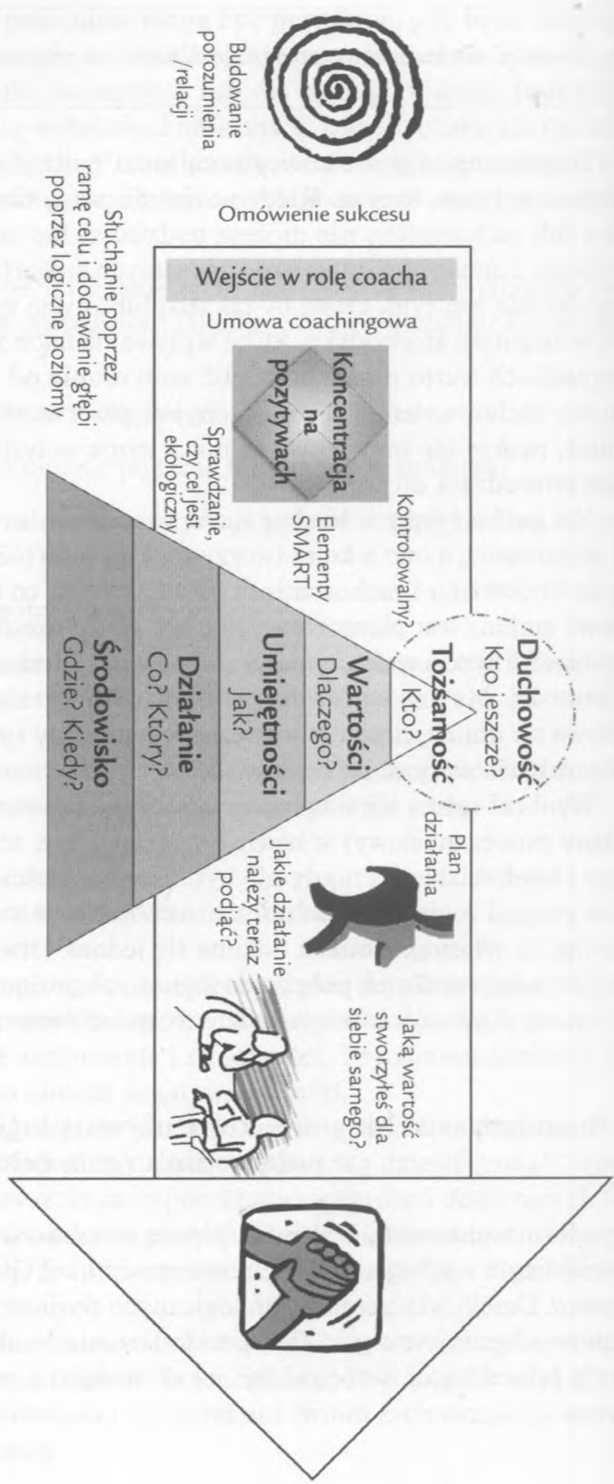 Budowanie
porozumienia
/relacji
Omówienie sukcesu
Wejście w rolę coacha
Umowa coachingowa
Koncentracja
na
pozytywach
Słuchanie poprzez
ramę celu i dodawanie głębi
poprzez logiczne poziomy
Sprawdzanie,
czy cel jest
ekologiczny
Elementy
SMART
Kontrolowalny?
Duchowość
Kto jeszcze?
Tożsamość
Kto?
Wartości
Dlaczego?
Umiejętności
Jak?
Działanie
Co? Który?
Środowisko
Gdzie? Kiedy?
Plan
działania
Jakie działanie
należy teraz
podjąć?
Jaką wartość
stworzyłeś dla
siebie samego?